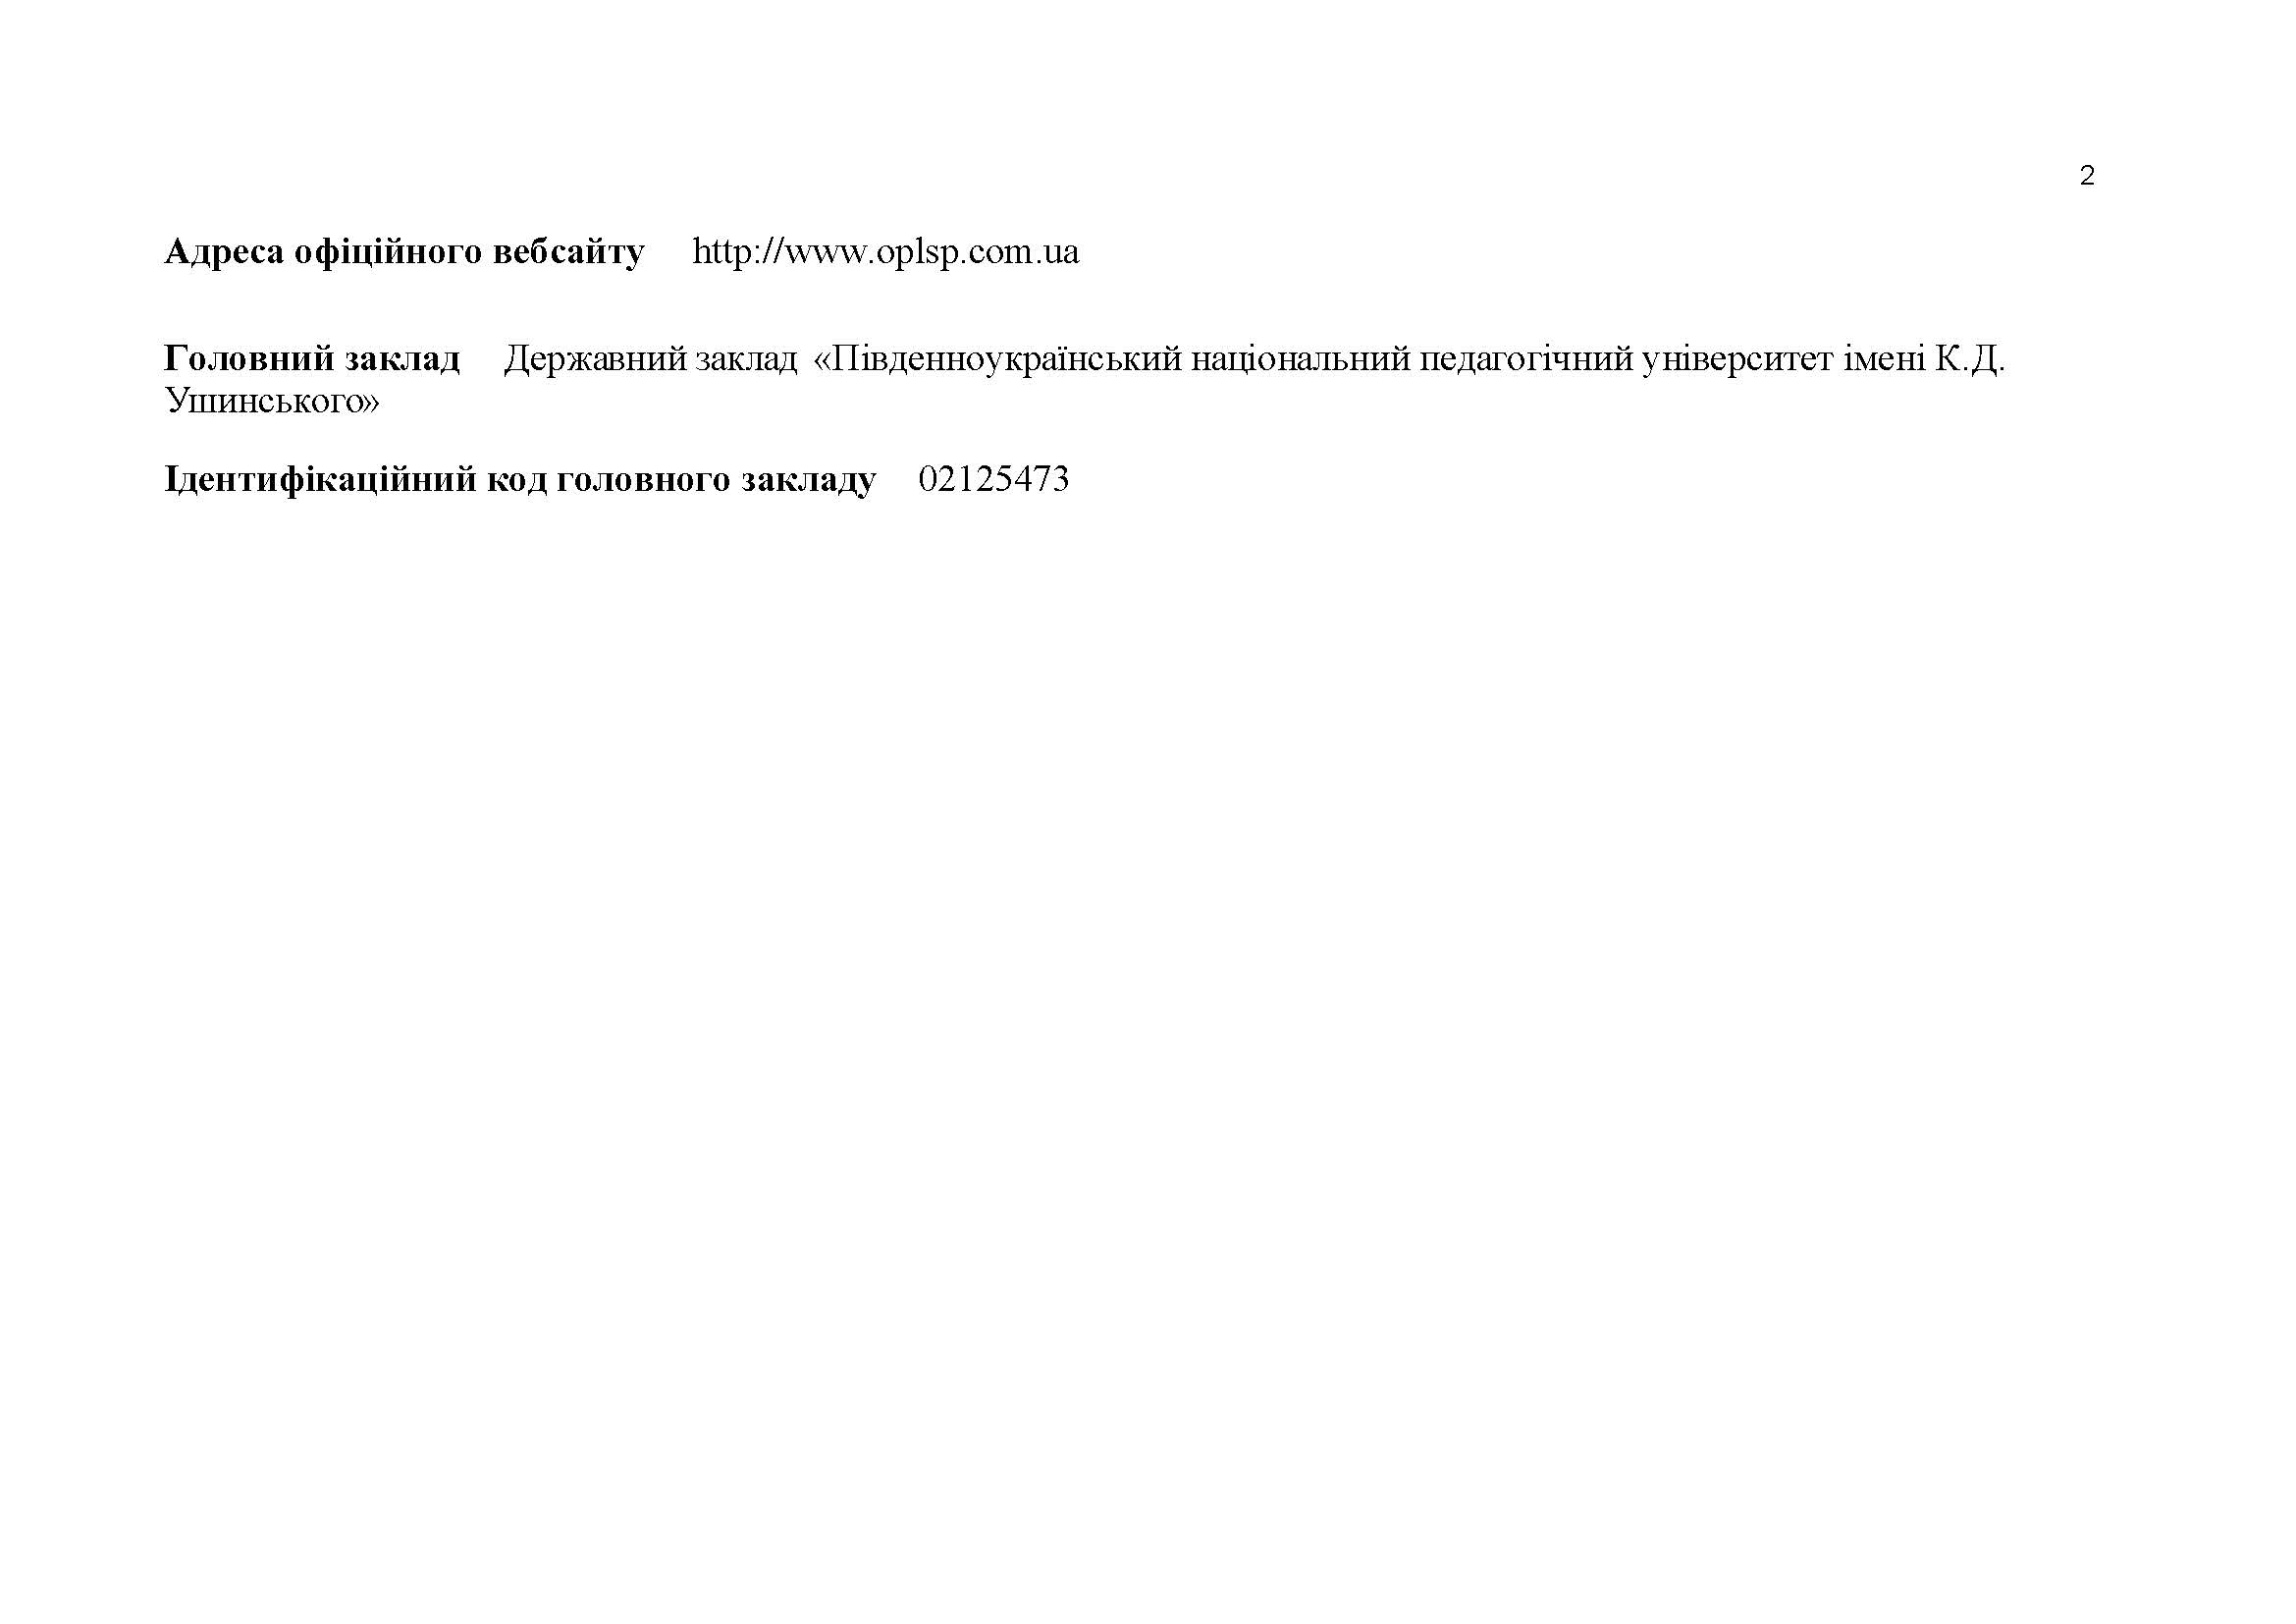 2
Адреса офіційного вебсайту http://www.oplsp.com.ua
Головний заклад Державний заклад «Південноукраїнський національний педагогічний університет імені К.Д.
Ушинського»
Ідентифікаційний код головного закладу 02125473